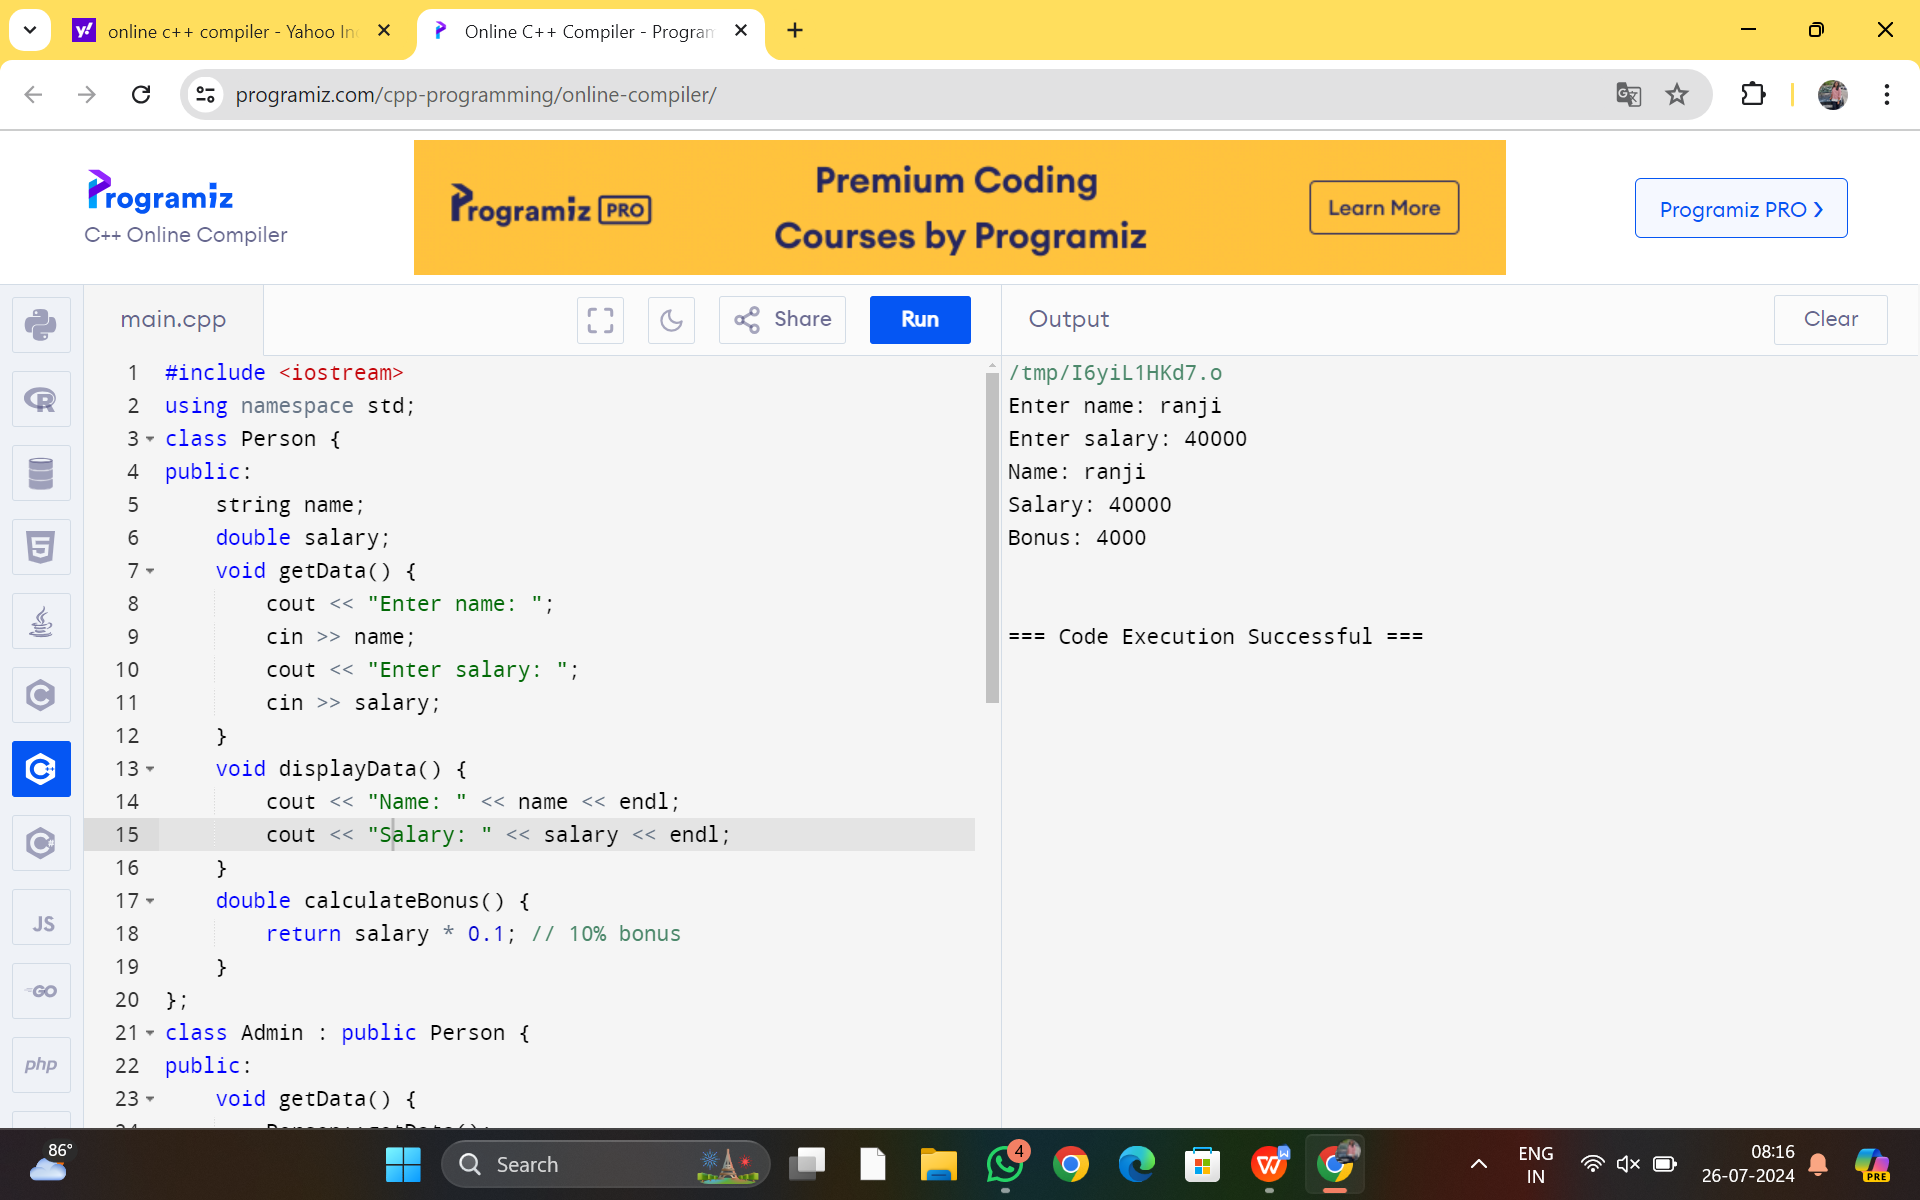 online c++ compiler - Yahoo In
Online C++ Compiler - Program
programiz.com/cpp-programming/online-compiler/
Programiz
C++ Online Compiler
Programiz PRO
Premium Coding
Courses by Programiz
Learn More
Programiz PRO ❯
main.cpp
Share
Run
Output
Clear
1 #include <iostream>
2 using namespace std;
3 class Person {
4 public:
5 string name;
6 double salary;
7 void getData() {
8 cout << "Enter name: ";
9 cin >> name;
10 cout << "Enter salary: ";
11 cin >> salary;
12 }
13 void displayData() {
14 cout << "Name: " << name << endl;
15 cout << "Salary: " << salary << endl;
16 }
17 double calculateBonus() {
18 return salary * 0.1; // 10% bonus
19 }
20 };
21 class Admin : public Person {
22 public:
23 void getData() {
/tmp/I6yiL1HKd7.o
Enter name: ranji
Enter salary: 40000
Name: ranji
Salary: 40000
Bonus: 4000
=== Code Execution Successful ===
JS
GO
php
86°
Search
4
ENG
IN
08:16
26-07-2024
PRE